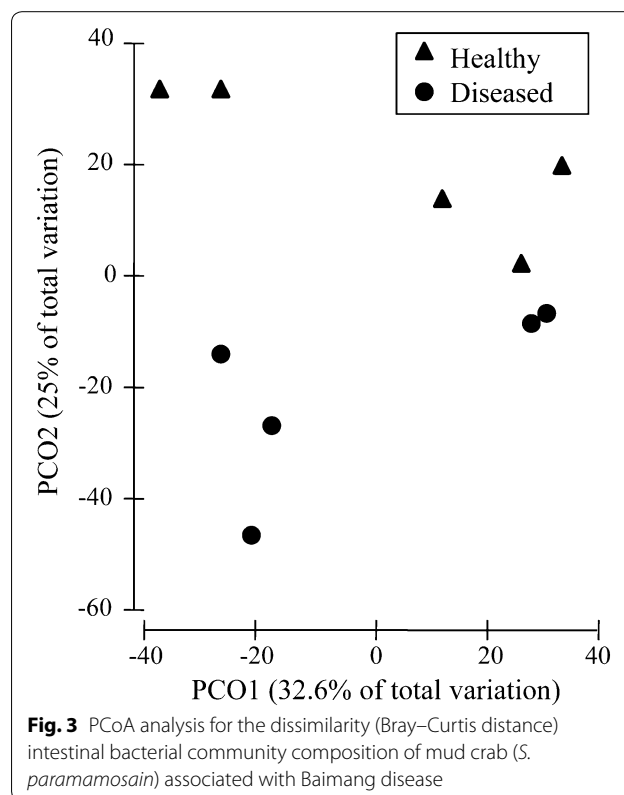 40
Healthy
Diseased
20
0
-20
-40
-60
PCO2 (25% of total variation)
-40 -20 0 20 40
PCO1 (32.6% of total variation)
Fig. 3 PCoA analysis for the dissimilarity (Bray–Curtis distance)
intestinal bacterial community composition of mud crab (S.
paramamosain) associated with Baimang disease